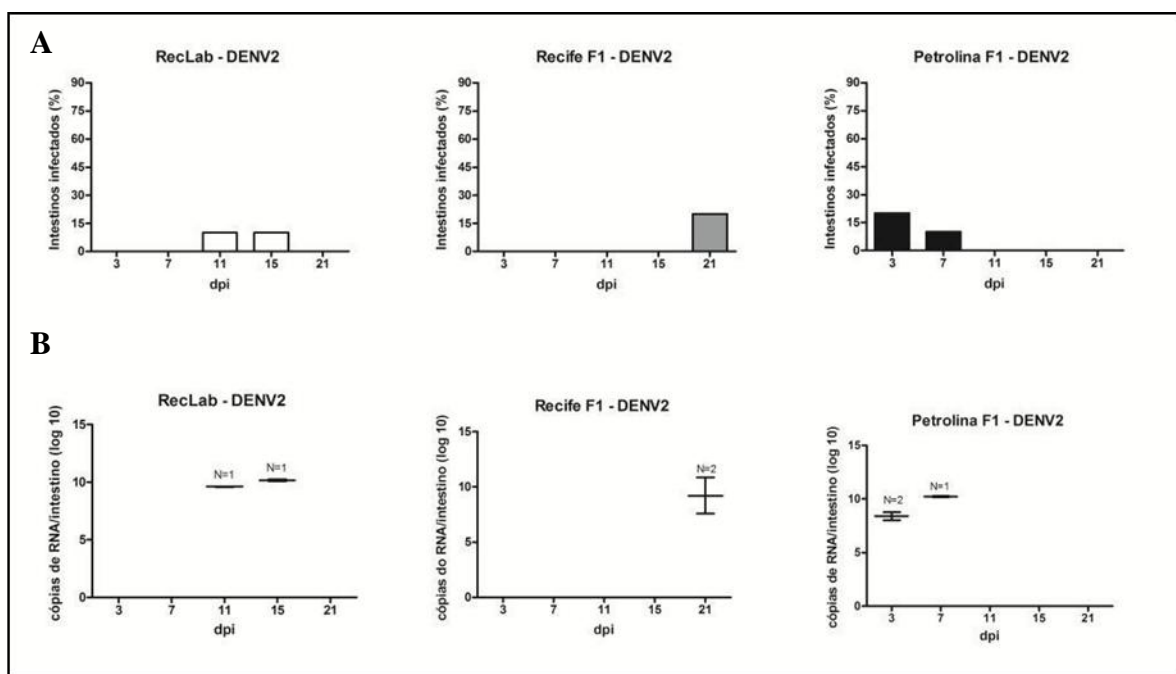 A
RecLab - DENV2
Intestinos infectados (%)
90
75
60
45
30
15
0
3 7 11 15 21
dpi
Recife F1 - DENV2
Intestinos infectados (%)
90
75
60
45
30
15
0
3 7 11 15 21
dpi
Petrolina F1 - DENV2
Intestinos infectados (%)
90
75
60
45
30
15
0
3 7 11 15 21
dpi
B
RecLab - DENV2
cópias de RNA/intestino (log 10)
15
10
5
0
N=1
N=1
3 7 11 15 21
dpi
Recife F1 - DENV2
cópias do RNA/intestino (log 10)
15
10
5
0
N=2
3 7 11 15 21
dpi
Petrolina F1 - DENV2
cópias de RNA/intestino (log 10)
15
10
5
0
N=2
N=1
3 7 11 15 21
dpi